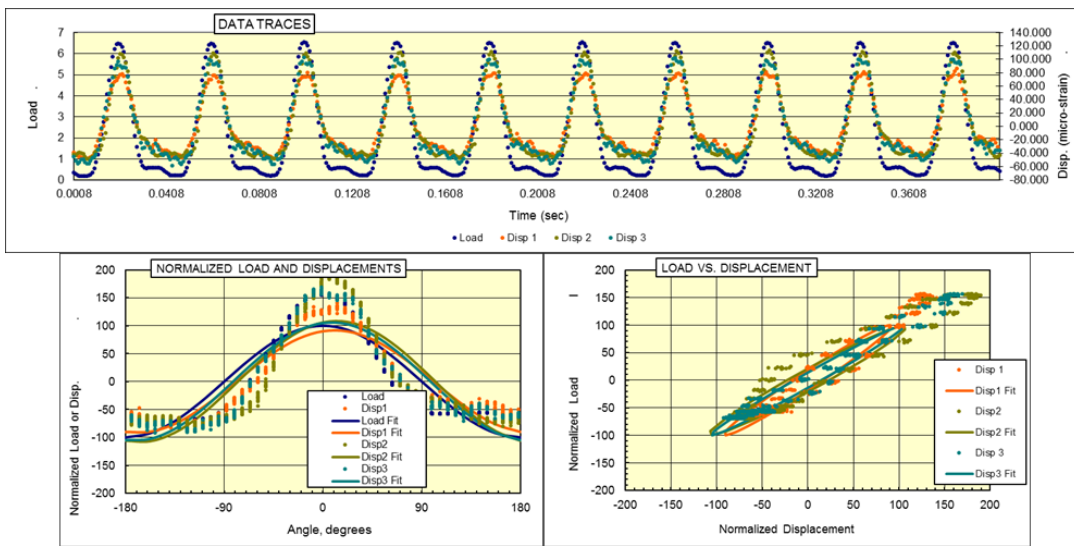 DATA TRACES
7
6
5
4
3
2
1
0
Load
140.000
120.000
100.000
80.000
60.000
40.000
20.000
0.000
-20.000
-40.000
-60.000
-80.000
Disp. (micro-strain)
0.0008 0.0408 0.0808 0.1208 0.1608 0.2008 0.2408 0.2808 0.3208 0.3608
Time (sec)
Load Disp 1 Disp 2 Disp 3
NORMALIZED LOAD AND DISPLACEMENTS
200
150
100
50
0
-50
-100
-150
-200
Normalized Load or Disp.
-180 -90 0 90 180
Angle, degrees
Load
Disp1
Load Fit
Disp1 Fit
Disp2
Disp2 Fit
Disp3
Disp3 Fit
LOAD VS. DISPLACEMENT
200
150
100
50
0
-50
-100
-150
-200
Normalized Load
-200 -150 -100 -50 0 50 100 150 200
Normalized Displacement
Disp 1
Disp1 Fit
Disp2
Disp2 Fit
Disp 3
Disp3 Fit